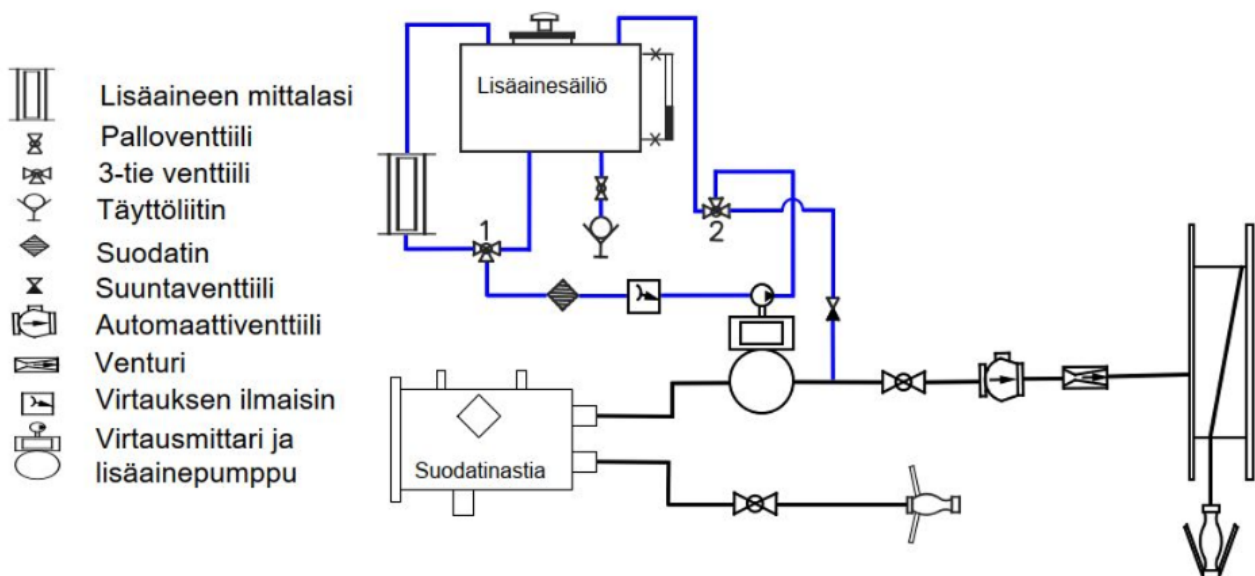 Lisäaineen mittalasi
Palloventtiili
3-tie venttiili
Täyttöliitin
Suodatin
Suuntaventtiili
Automaattiventtiili
Venturi
Virtauksen ilmaisin
Virtausmittari ja
lisäainepumppu
Lisäainesäiliö
1
2
Suodatinastia